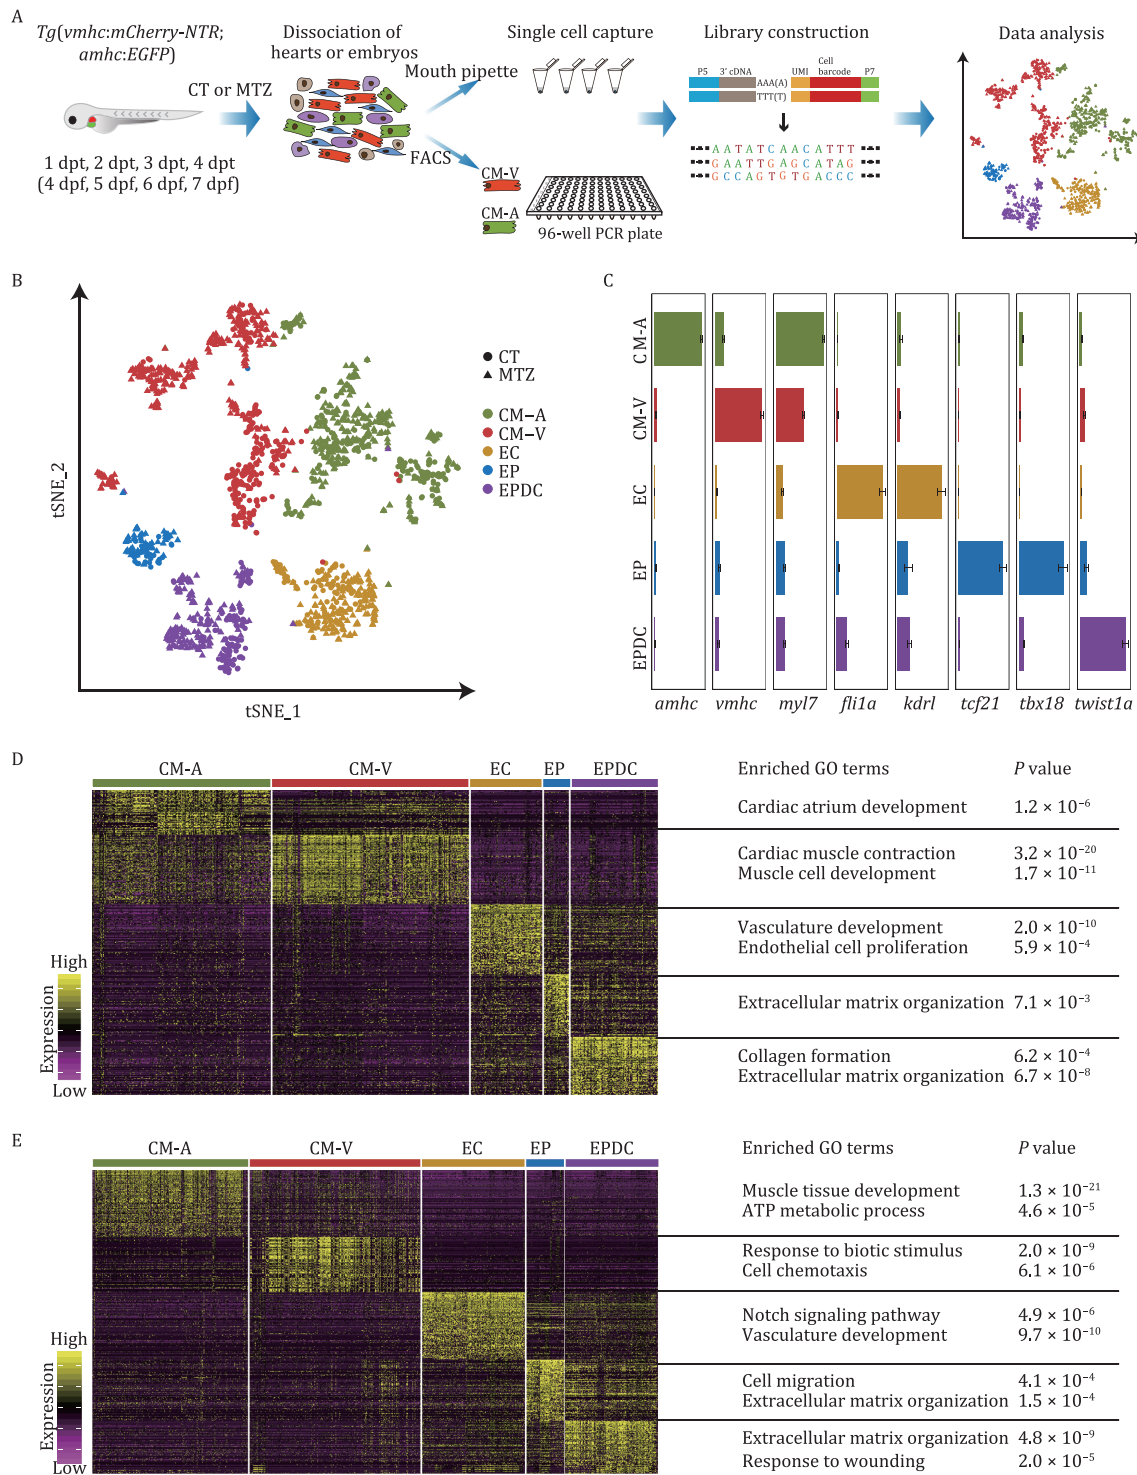 A
Tg(vmhc:mCherry-NTR;
amhc:EGFP)
CT or MTZ
1 dpt, 2 dpt, 3 dpt, 4 dpt
(4 dpf, 5 dpf, 6 dpf, 7 dpf)
Dissociation of
hearts or embryos
Mouth pipette
FACS
Single cell capture
CM-V
CM-A
96-well PCR plate
Library construction
P5 3' cDNA UMI Cell barcode P7
AAA(A)
TTT(T)
A A T A T C A A C A T T T
G A A T T G A G C A T A G
G C C A G T G T G A C C C
Data analysis
B
tSNE_2
tSNE_1
CT
MTZ
CM-A
CM-V
EC
EP
EPDC
C
CM-A
CM-V
EC
EP
EPDC
amhc vmhc myl7 fli1a kdrl tcf21 tbx18 twist1a
D
CM-A CM-V EC EP EPDC
High
Expression
Low
Enriched GO terms P value
Cardiac atrium development 1.2 × 10⁻⁶
Cardiac muscle contraction 3.2 × 10⁻²⁰
Muscle cell development 1.7 × 10⁻¹¹
Vasculature development 2.0 × 10⁻¹⁰
Endothelial cell proliferation 5.9 × 10⁻⁴
Extracellular matrix organization 7.1 × 10⁻³
Collagen formation 6.2 × 10⁻⁴
Extracellular matrix organization 6.7 × 10⁻⁸
E
CM-A CM-V EC EP EPDC
High
Expression
Low
Enriched GO terms P value
Muscle tissue development 1.3 × 10⁻²¹
ATP metabolic process 4.6 × 10⁻⁵
Response to biotic stimulus 2.0 × 10⁻⁹
Cell chemotaxis 6.1 × 10⁻⁶
Notch signaling pathway 4.9 × 10⁻⁶
Vasculature development 9.7 × 10⁻¹⁰
Cell migration 4.1 × 10⁻⁴
Extracellular matrix organization 1.5 × 10⁻⁴
Extracellular matrix organization 4.8 × 10⁻⁹
Response to wounding 2.0 × 10⁻⁵